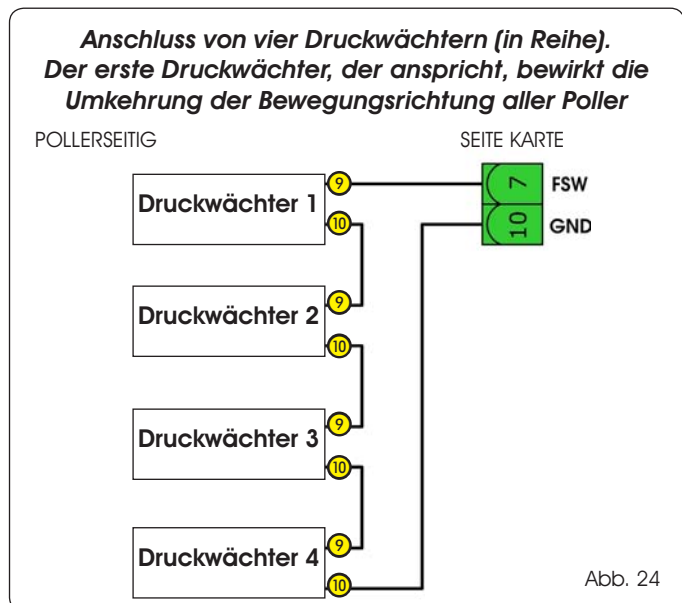 Anschluss von vier Druckwächtern (in Reihe).
Der erste Druckwächter, der anspricht, bewirkt die
Umkehrung der Bewegungsrichtung aller Poller
POLLERSEITIG
SEITE KARTE
Druckwächter 1
9
10
7
FSW
10
GND
Druckwächter 2
9
10
Druckwächter 3
9
10
Druckwächter 4
9
10
Abb. 24